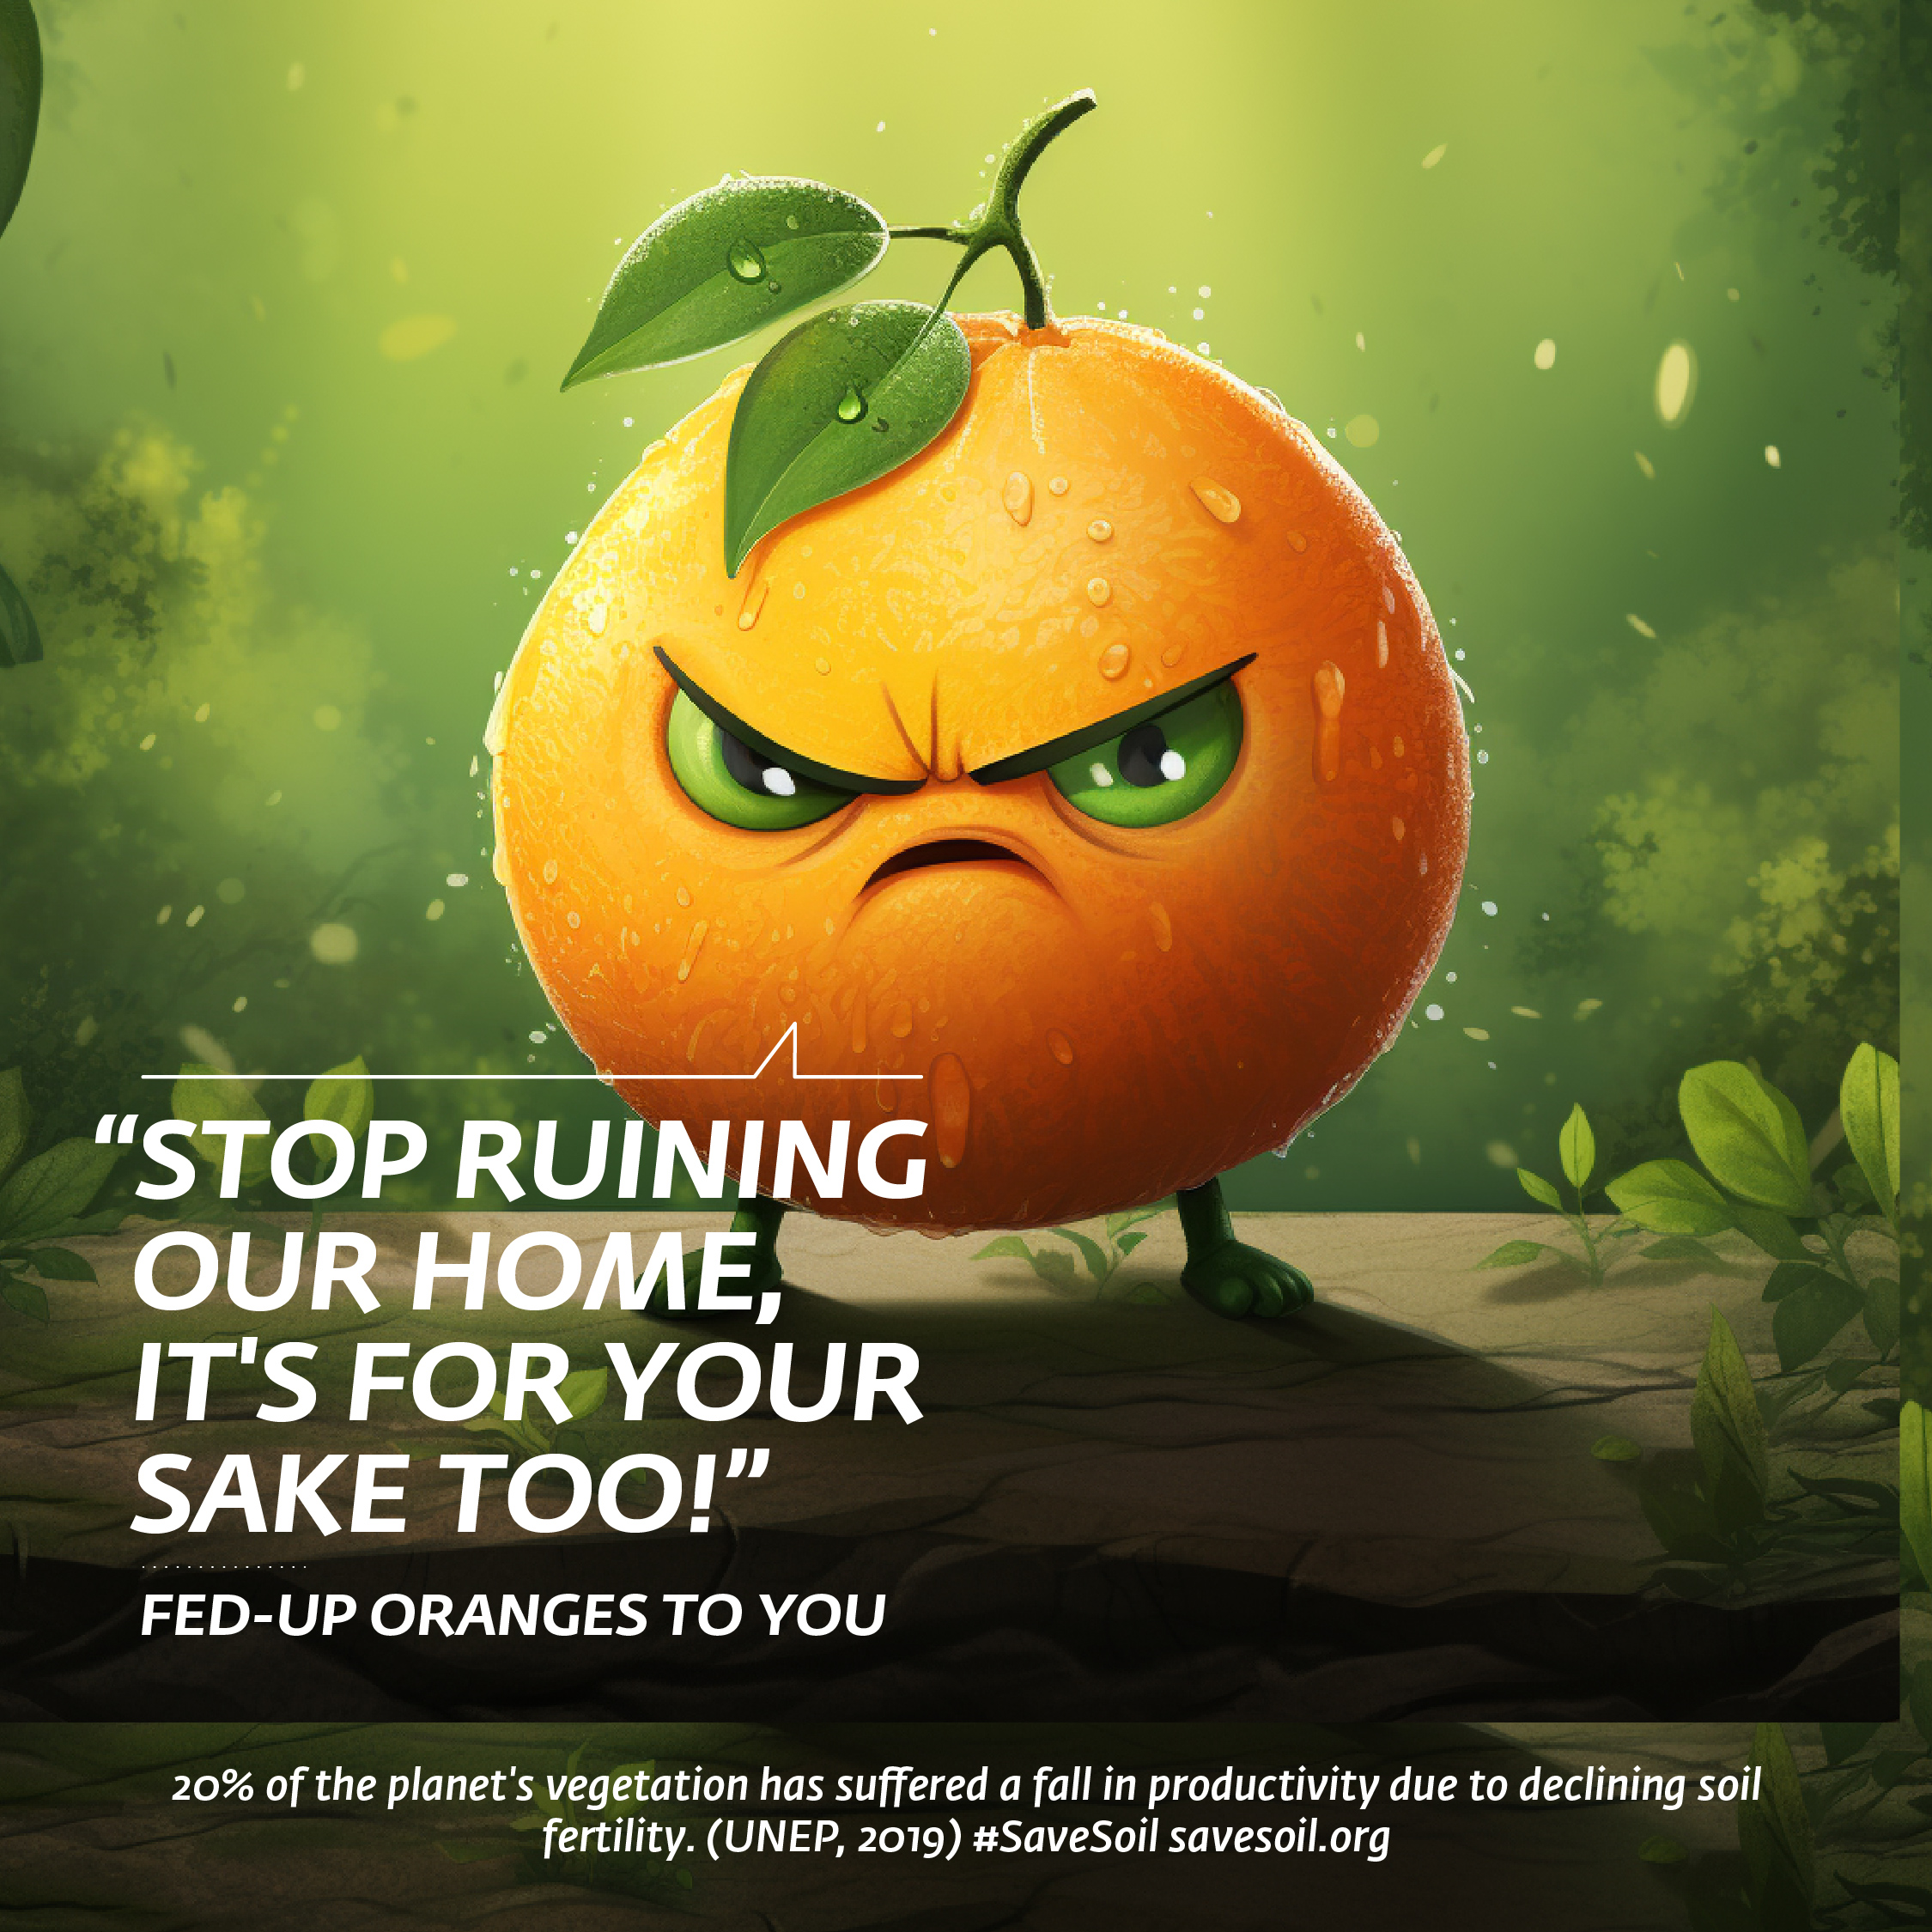 “STOP RUINING
OUR HOME,
IT'S FOR YOUR
SAKE TOO!”
FED-UP ORANGES TO YOU
20% of the planet's vegetation has suffered a fall in productivity due to declining soil
fertility. (UNEP, 2019) #SaveSoil savesoil.org